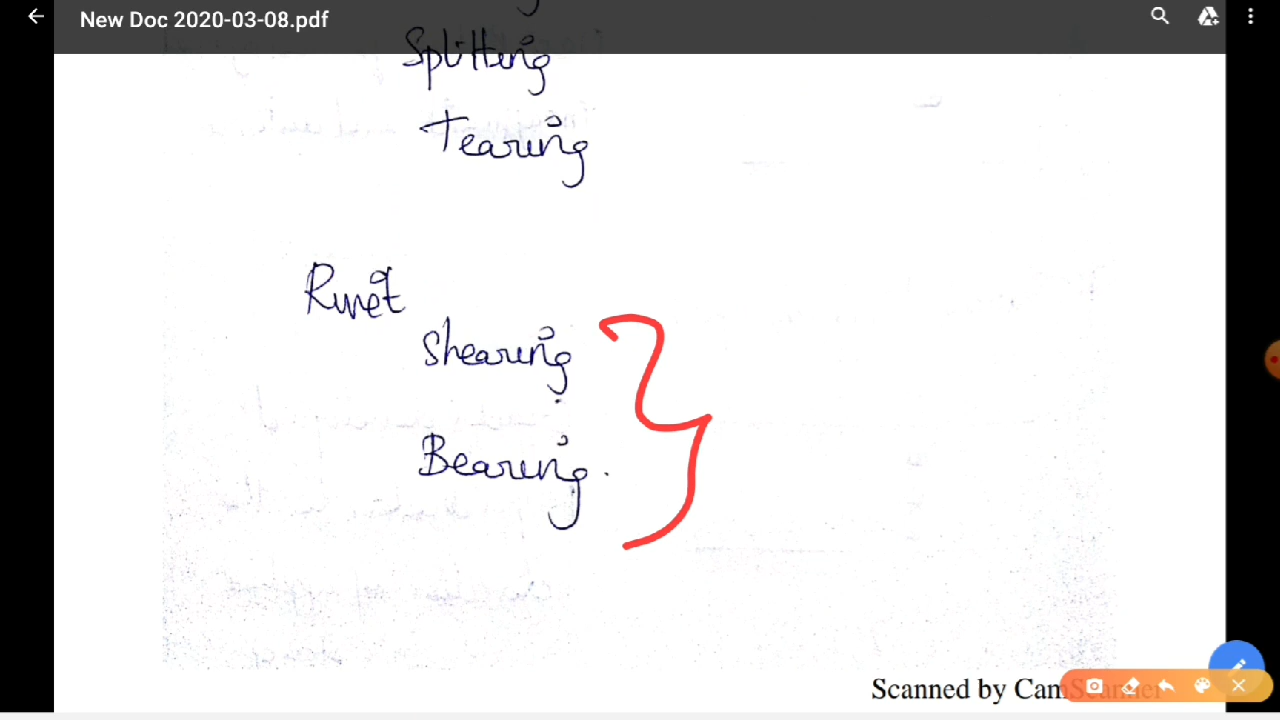 New Doc 2020-03-08.pdf
Splitting
Tearing
Rivet
Shearing
Bearing.
Scanned by CamScanner